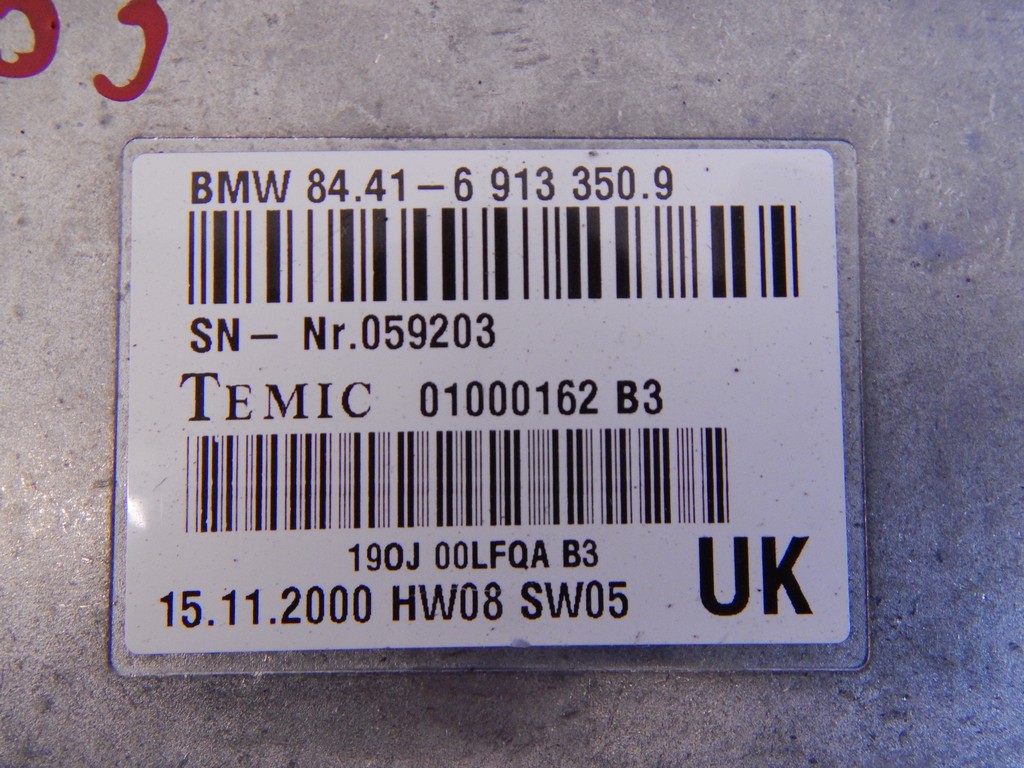 BMW 84.41-6 913 350.9
SN- Nr.059203
TEMIC 01000162 B3
190J 00LFQA B3
15.11.2000 HW08 SW05
UK